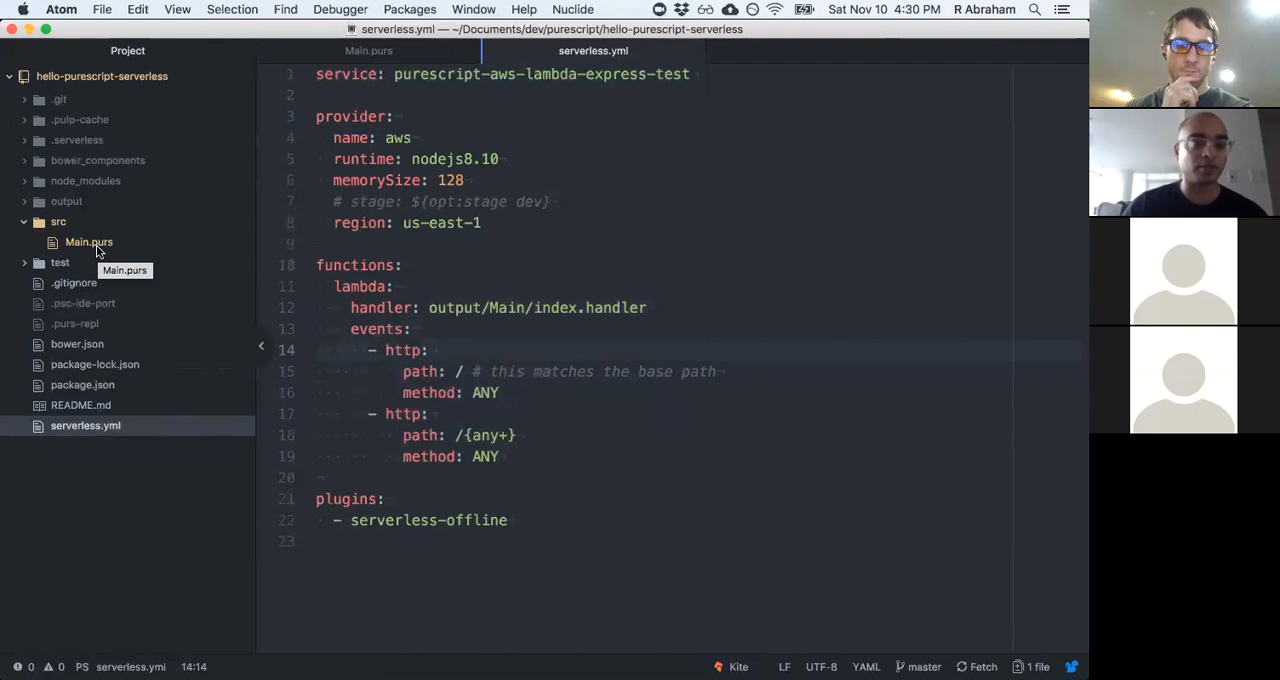 Atom File Edit View Selection Find Debugger Packages Window Help Nuclide Sat Nov 10 4:30 PM R Abraham
serverless.yml — ~/Documents/dev/purescript/hello-purescript-serverless
Project
Main.purs
serverless.yml
hello-purescript-serverless
.git
.pulp-cache
.serverless
bower_components
node_modules
output
src
Main.purs
Main.purs
test
.gitignore
.psc-ide-port
.purs-repl
bower.json
package-lock.json
package.json
README.md
serverless.yml
1 service: purescript-aws-lambda-express-test
2
3 provider:
4 name: aws
5 runtime: nodejs8.10
6 memorySize: 128
7 # stage: ${opt:stage dev}
8 region: us-east-1
9
10 functions:
11 lambda:
12 handler: output/Main/index.handler
13 events:
14 - http:
15 path: / # this matches the base path
16 method: ANY
17 - http:
18 path: /{any+}
19 method: ANY
20
21 plugins:
22 - serverless-offline
23
0 0 PS serverless.yml 14:14 Kite LF UTF-8 YAML master Fetch 1 file